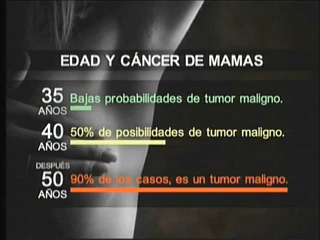 EDAD Y CÁNCER DE MAMAS
35 AÑOS Bajas probabilidades de tumor maligno.
40 AÑOS 50% de posibilidades de tumor maligno.
DESPUÉS
50 AÑOS 90% de los casos, es un tumor maligno.